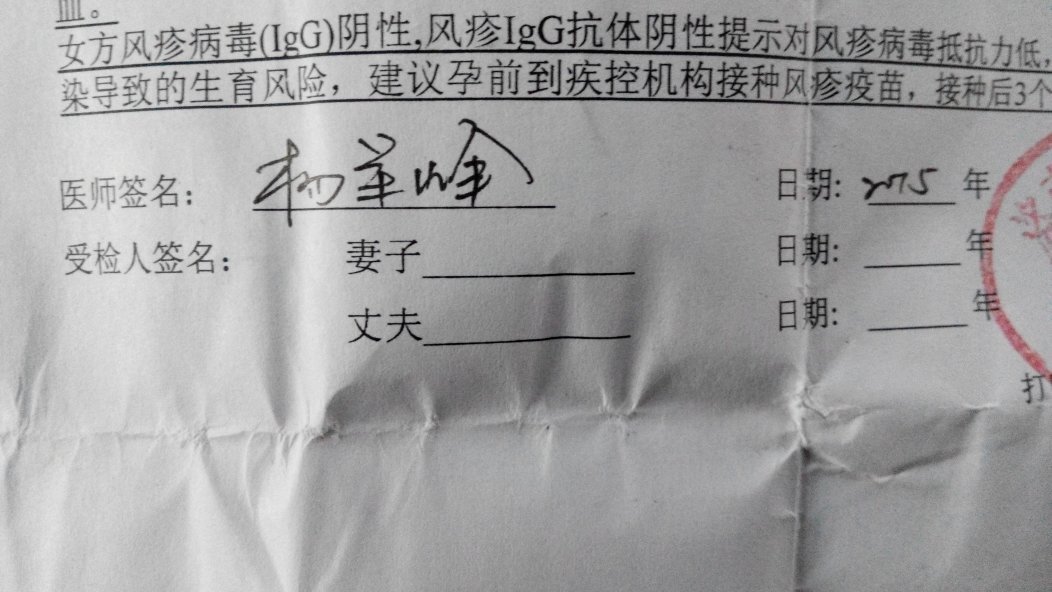 血。
女方风疹病毒(IgG)阴性,风疹IgG抗体阴性提示对风疹病毒抵抗力低,
染导致的生育风险，建议孕前到疾控机构接种风疹疫苗，接种后3个
医师签名： 日期: 2015 年
受检人签名： 妻子 日期: 年
丈夫 日期: 年
打